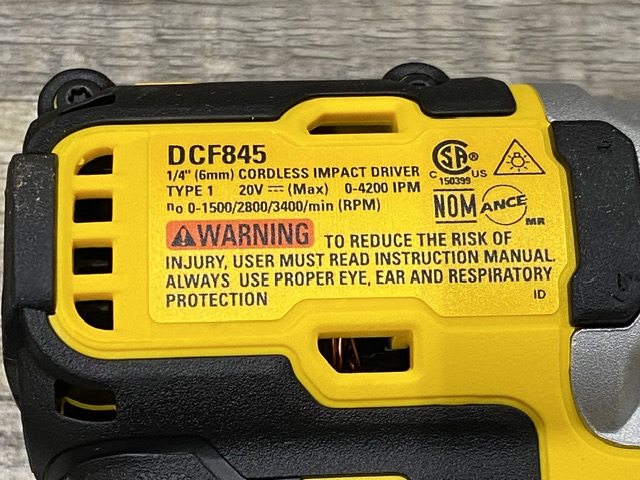 DCF845
1/4" (6mm) CORDLESS IMPACT DRIVER
TYPE 1 20V ⎓ (Max) 0-4200 IPM
n0 0-1500/2800/3400/min (RPM)
CSA®
C US
150399
NOM ANCE
MR
⚠WARNING TO REDUCE THE RISK OF
INJURY, USER MUST READ INSTRUCTION MANUAL.
ALWAYS USE PROPER EYE, EAR AND RESPIRATORY
PROTECTION
ID